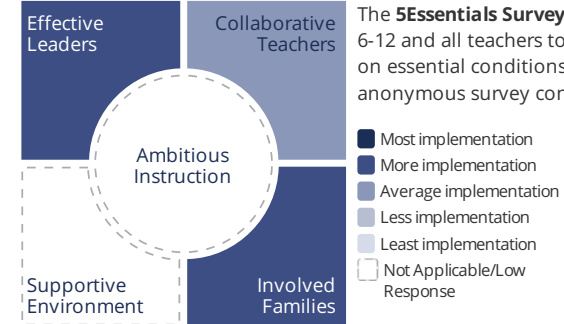 Effective
Leaders
Collaborative
Teachers
Ambitious
Instruction
Supportive
Environment
Involved
Families
The 5Essentials Survey
6-12 and all teachers to
on essential conditions
anonymous survey con
Most implementation
More implementation
Average implementation
Less implementation
Least implementation
Not Applicable/Low
Response